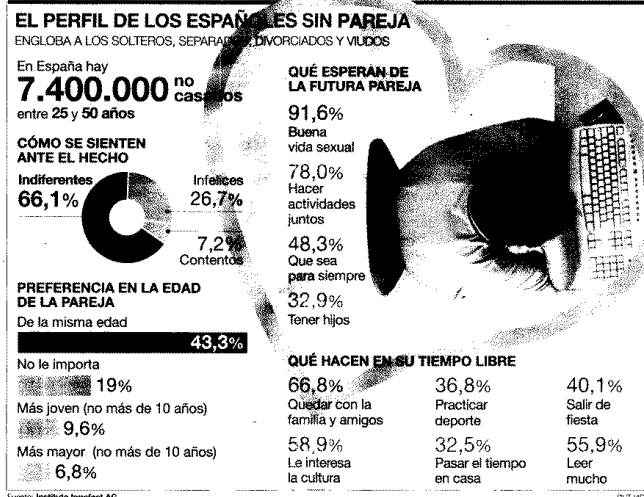 EL PERFIL DE LOS ESPAÑOLES SIN PAREJA
ENGLOBA A LOS SOLTEROS, SEPARADOS, DIVORCIADOS Y VIUDOS
En España hay
7.400.000 no casados
entre 25 y 50 años
CÓMO SE SIENTEN
ANTE EL HECHO
Indiferentes
66,1%
Infelices
26,7%
7,2%
Contentos
PREFERENCIA EN LA EDAD
DE LA PAREJA
De la misma edad
43,3%
No le importa
19%
Más joven (no más de 10 años)
9,6%
Más mayor (no más de 10 años)
6,8%
QUÉ ESPERAN DE
LA FUTURA PAREJA
91,6%
Buena
vida sexual
78,0%
Hacer
actividades
juntos
48,3%
Que sea
para siempre
32,9%
Tener hijos
QUÉ HACEN EN SU TIEMPO LIBRE
66,8%
Quedar con la
familia y amigos
36,8%
Practicar
deporte
40,1%
Salir de
fiesta
58,9%
Le interesa
la cultura
32,5%
Pasar el tiempo
en casa
55,9%
Leer
mucho
Fuente: Instituto